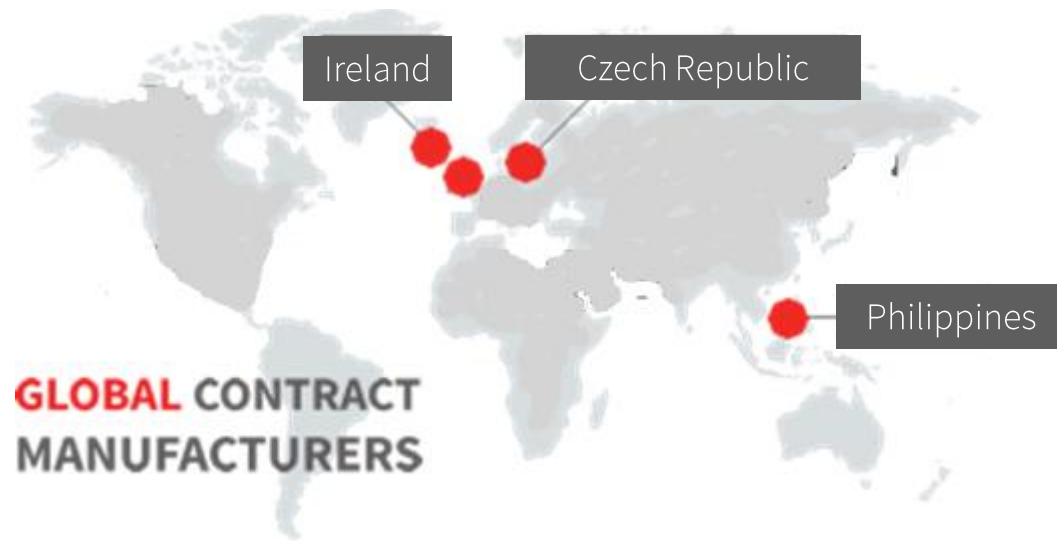 Ireland
Czech Republic
Philippines
GLOBAL CONTRACT
MANUFACTURERS